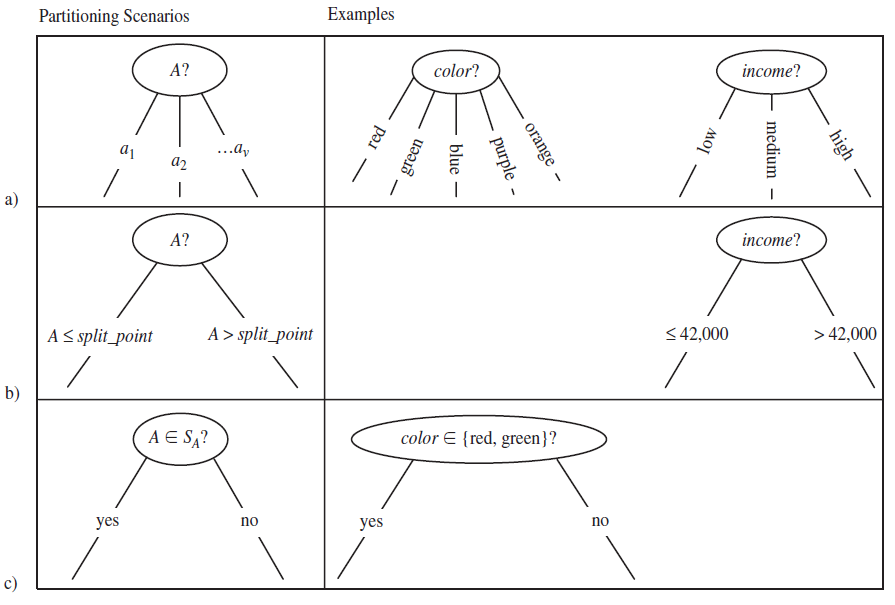 Partitioning Scenarios
Examples
A?
a1
a2
…av
color?
red
green
blue
purple
orange
income?
low
medium
high
a)
A?
A ≤ split_point
A > split_point
income?
≤ 42,000
> 42,000
b)
A ∈ SA?
yes
no
color ∈ {red, green}?
yes
no
c)